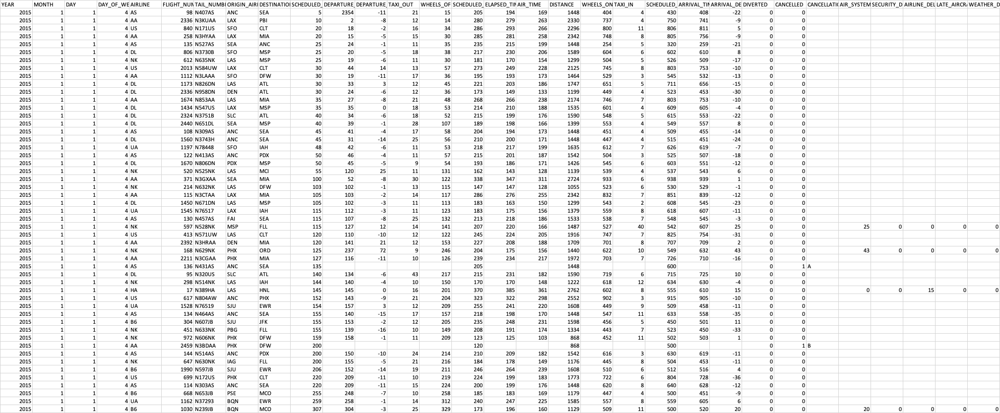 YEAR MONTH DAY DAY_OF_WE AIRLINE FLIGHT_NUM TAIL_NUMBI ORIGIN_AIRI DESTINATIO SCHEDULED_ DEPARTURE_ DEPARTURE_ TAXI_OUT WHEELS_OF SCHEDULED_ ELAPSED_TIM AIR_TIME DISTANCE WHEELS_ON TAXI_IN SCHEDULED_ ARRIVAL_TIM ARRIVAL_DE DIVERTED CANCELLED CANCELLATIO AIR_SYSTEM SECURITY_D AIRLINE_DEL LATE_AIRCRA WEATHER_D
2015 1 1 4 AS 98 N407AS ANC SEA 5 2354 -11 21 15 205 194 169 1448 404 4 430 408 -22 0 0
2015 1 1 4 AA 2336 N3KUAA LAX PBI 10 2 -8 12 14 280 279 263 2330 737 4 750 741 -9 0 0
2015 1 1 4 US 840 N171US SFO CLT 20 18 -2 16 34 286 293 266 2296 800 11 806 811 5 0 0
2015 1 1 4 AA 258 N3HYAA LAX MIA 20 15 -5 15 30 285 281 258 2342 748 8 805 756 -9 0 0
2015 1 1 4 AS 135 N527AS SEA ANC 25 24 -1 11 35 235 215 199 1448 254 5 320 259 -21 0 0
2015 1 1 4 DL 806 N3730B SFO MSP 25 20 -5 18 38 217 230 206 1589 604 6 602 610 8 0 0
2015 1 1 4 NK 612 N635NK LAS MSP 25 19 -6 11 30 181 170 154 1299 504 5 526 509 -17 0 0
2015 1 1 4 US 2013 N584UW LAX CLT 30 44 14 13 57 273 249 228 2125 745 8 803 753 -10 0 0
2015 1 1 4 AA 1112 N3LAAA SFO DFW 30 19 -11 17 36 195 193 173 1464 529 3 545 532 -13 0 0
2015 1 1 4 DL 1173 N826DN LAS ATL 30 33 3 12 45 221 203 186 1747 651 5 711 656 -15 0 0
2015 1 1 4 DL 2336 N958DN DEN ATL 30 24 -6 12 36 173 149 133 1199 449 4 523 453 -30 0 0
2015 1 1 4 AA 1674 N853AA LAS MIA 35 27 -8 21 48 268 266 238 2174 746 7 803 753 -10 0 0
2015 1 1 4 DL 1434 N547US LAX MSP 35 35 0 18 53 214 210 188 1535 601 4 609 605 -4 0 0
2015 1 1 4 DL 2324 N3751B SLC ATL 40 34 -6 18 52 215 199 176 1590 548 5 615 553 -22 0 0
2015 1 1 4 DL 2440 N651DL SEA MSP 40 39 -1 28 107 189 198 166 1399 553 4 549 557 8 0 0
2015 1 1 4 AS 108 N309AS ANC SEA 45 41 -4 17 58 204 194 173 1448 451 4 509 455 -14 0 0
2015 1 1 4 DL 1560 N3743H ANC SEA 45 31 -14 25 56 210 200 171 1448 447 4 515 451 -24 0 0
2015 1 1 4 UA 1197 N78448 SFO IAH 48 42 -6 11 53 218 217 199 1635 612 7 626 619 -7 0 0
2015 1 1 4 AS 122 N413AS ANC PDX 50 46 -4 11 57 215 201 187 1542 504 3 525 507 -18 0 0
2015 1 1 4 DL 1670 N806DN PDX MSP 50 45 -5 9 54 193 186 171 1426 545 6 603 551 -12 0 0
2015 1 1 4 NK 520 N525NK LAS MCI 55 120 25 11 131 162 143 128 1139 539 4 537 543 6 0 0
2015 1 1 4 AA 371 N3GXAA SEA MIA 100 52 -8 30 122 338 347 311 2724 933 6 938 939 1 0 0
2015 1 1 4 NK 214 N632NK LAS DFW 103 102 -1 13 115 147 147 128 1055 523 6 530 529 -1 0 0
2015 1 1 4 AA 115 N3CTAA LAX MIA 105 103 -2 14 117 286 276 255 2342 832 7 851 839 -12 0 0
2015 1 1 4 DL 1450 N671DN LAS MSP 105 102 -3 11 113 183 163 150 1299 543 2 608 545 -23 0 0
2015 1 1 4 UA 1545 N76517 LAX IAH 115 112 -3 11 123 183 175 156 1379 559 8 618 607 -11 0 0
2015 1 1 4 AS 130 N457AS FAI SEA 115 107 -8 25 132 213 218 186 1533 538 7 548 545 -3 0 0
2015 1 1 4 NK 597 N528NK MSP FLL 115 127 12 14 141 207 220 166 1487 527 40 542 607 25 0 0 25 0 0 0 0
2015 1 1 4 US 413 N571UW LAS CLT 120 110 -10 12 122 245 224 205 1916 747 7 825 754 -31 0 0
2015 1 1 4 AA 2392 N3HRAA DEN MIA 120 141 21 12 153 227 208 188 1709 701 8 707 709 2 0 0
2015 1 1 4 NK 168 N629NK PHX ORD 125 237 72 9 246 204 175 156 1440 622 10 549 632 43 0 0 43 0 0 0 0
2015 1 1 4 AA 2211 N3CGAA PHX MIA 127 116 -11 10 126 239 234 217 1972 703 7 726 710 -16 0 0
2015 1 1 4 AS 136 N431AS ANC SEA 135 205 1448 600 0 1 A
2015 1 1 4 DL 95 N320US SLC ATL 140 134 -6 43 217 215 231 182 1590 719 6 715 725 10 0 0
2015 1 1 4 NK 298 N514NK LAS IAH 144 140 -4 10 150 170 170 148 1222 618 12 634 630 -4 0 0
2015 1 1 4 HA 17 N389HA LAS HNL 145 145 0 16 201 370 385 361 2762 602 8 555 610 15 0 0 0 0 15 0 0
2015 1 1 4 US 617 N804AW ANC PHX 152 143 -9 21 204 323 322 298 2552 902 3 915 905 -10 0 0
2015 1 1 4 UA 1528 N76519 SJU EWR 154 157 3 12 209 255 241 220 1608 449 9 509 458 -11 0 0
2015 1 1 4 AS 134 N464AS ANC SEA 155 140 -15 17 157 218 198 170 1448 547 11 633 558 -35 0 0
2015 1 1 4 B6 304 N607JB SJU JFK 155 153 -2 12 205 235 248 231 1598 456 5 450 501 11 0 0
2015 1 1 4 NK 451 N633NK PBG FLL 155 139 -16 10 149 208 191 174 1334 443 7 523 450 -33 0 0
2015 1 1 4 NK 972 N606NK PHX DFW 159 158 -1 11 209 123 125 103 868 452 11 502 503 1 0 0
2015 1 1 4 AA 2459 N3BDAA PHX DFW 200 120 868 500 0 1 B
2015 1 1 4 AS 144 N514AS ANC PDX 200 150 -10 24 214 210 209 182 1542 616 3 630 619 -11 0 0
2015 1 1 4 NK 647 N630NK IAG FLL 200 155 -5 21 216 184 178 149 1176 445 8 504 453 -11 0 0
2015 1 1 4 B6 1990 N597JB SJU EWR 206 152 -14 19 211 246 264 239 1608 510 6 512 516 4 0 0
2015 1 1 4 US 699 N172US PHX CLT 220 209 -11 10 219 224 199 183 1773 722 6 804 728 -36 0 0
2015 1 1 4 AS 114 N303AS ANC SEA 220 209 -11 15 224 200 199 176 1448 620 8 640 628 -12 0 0
2015 1 1 4 B6 668 N653JB PSE MCO 255 248 -7 10 258 185 183 169 1179 447 4 500 451 -9 0 0
2015 1 1 4 UA 1162 N37293 BQN EWR 259 258 -1 14 312 240 247 225 1585 557 8 559 605 6 0 0
2015 1 1 4 B6 1030 N239JB BQN MCO 307 304 -3 25 329 173 196 160 1129 509 11 500 520 20 0 0 20 0 0 0 0